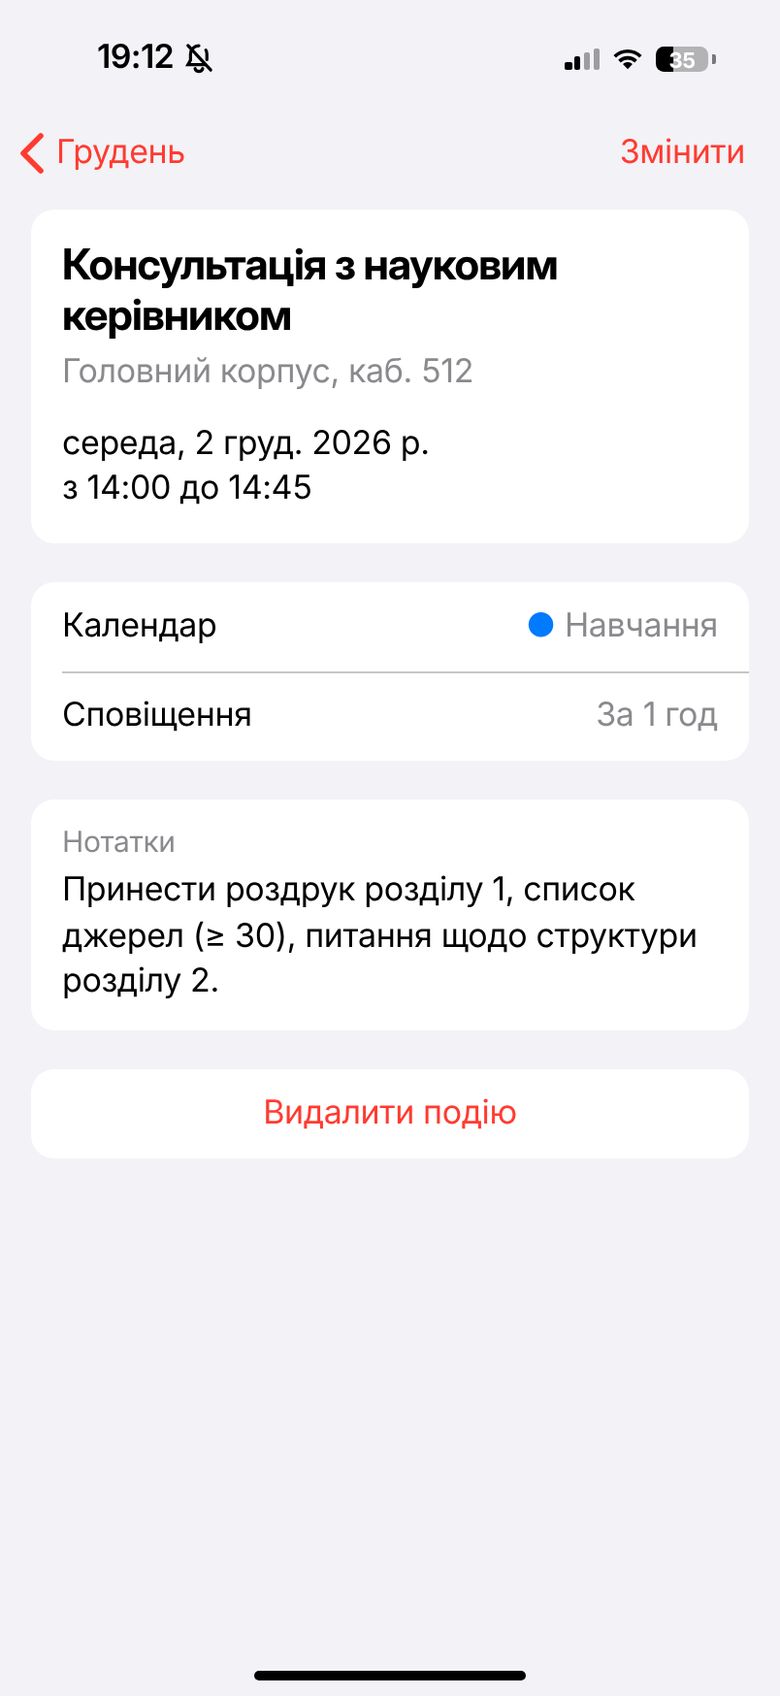 19:12
35
Грудень
Змінити
Консультація з науковим
керівником
Головний корпус, каб. 512
середа, 2 груд. 2026 р.
з 14:00 до 14:45
Календар
Навчання
Сповіщення
За 1 год
Нотатки
Принести роздрук розділу 1, список
джерел (≥ 30), питання щодо структури
розділу 2.
Видалити подію